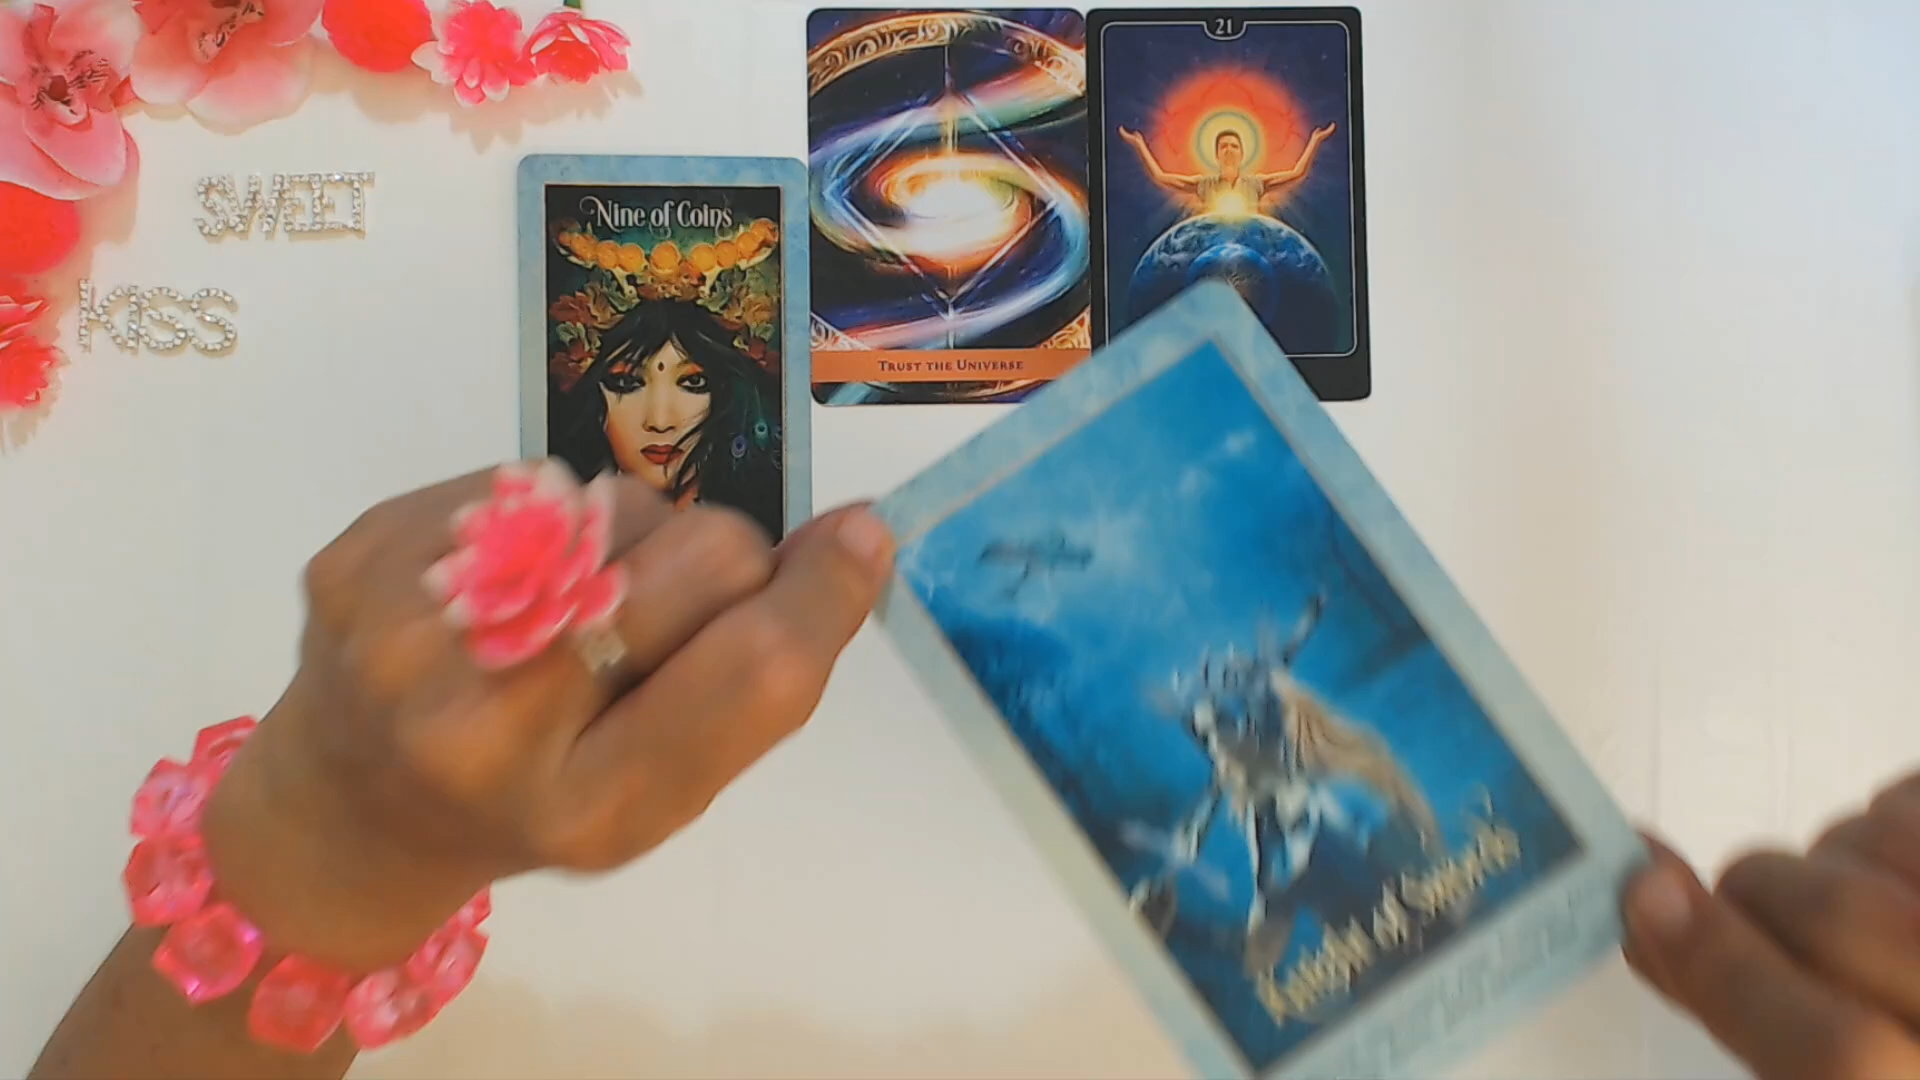 21
SWEET
Nine of Coins
KISS
TRUST THE UNIVERSE
Knight of Swords